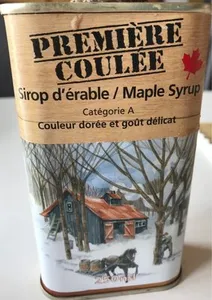 PREMIÈRE
COULÉE
Sirop d'érable / Maple Syrup
Catégorie A
Couleur dorée et goût délicat